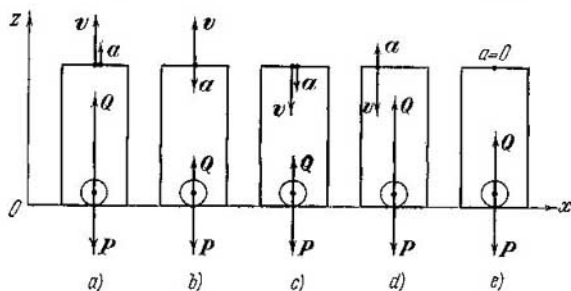 z
v a v a=0
a a v a v
Q Q Q Q Q
0 x
P P P P P
a) b) c) d) e)